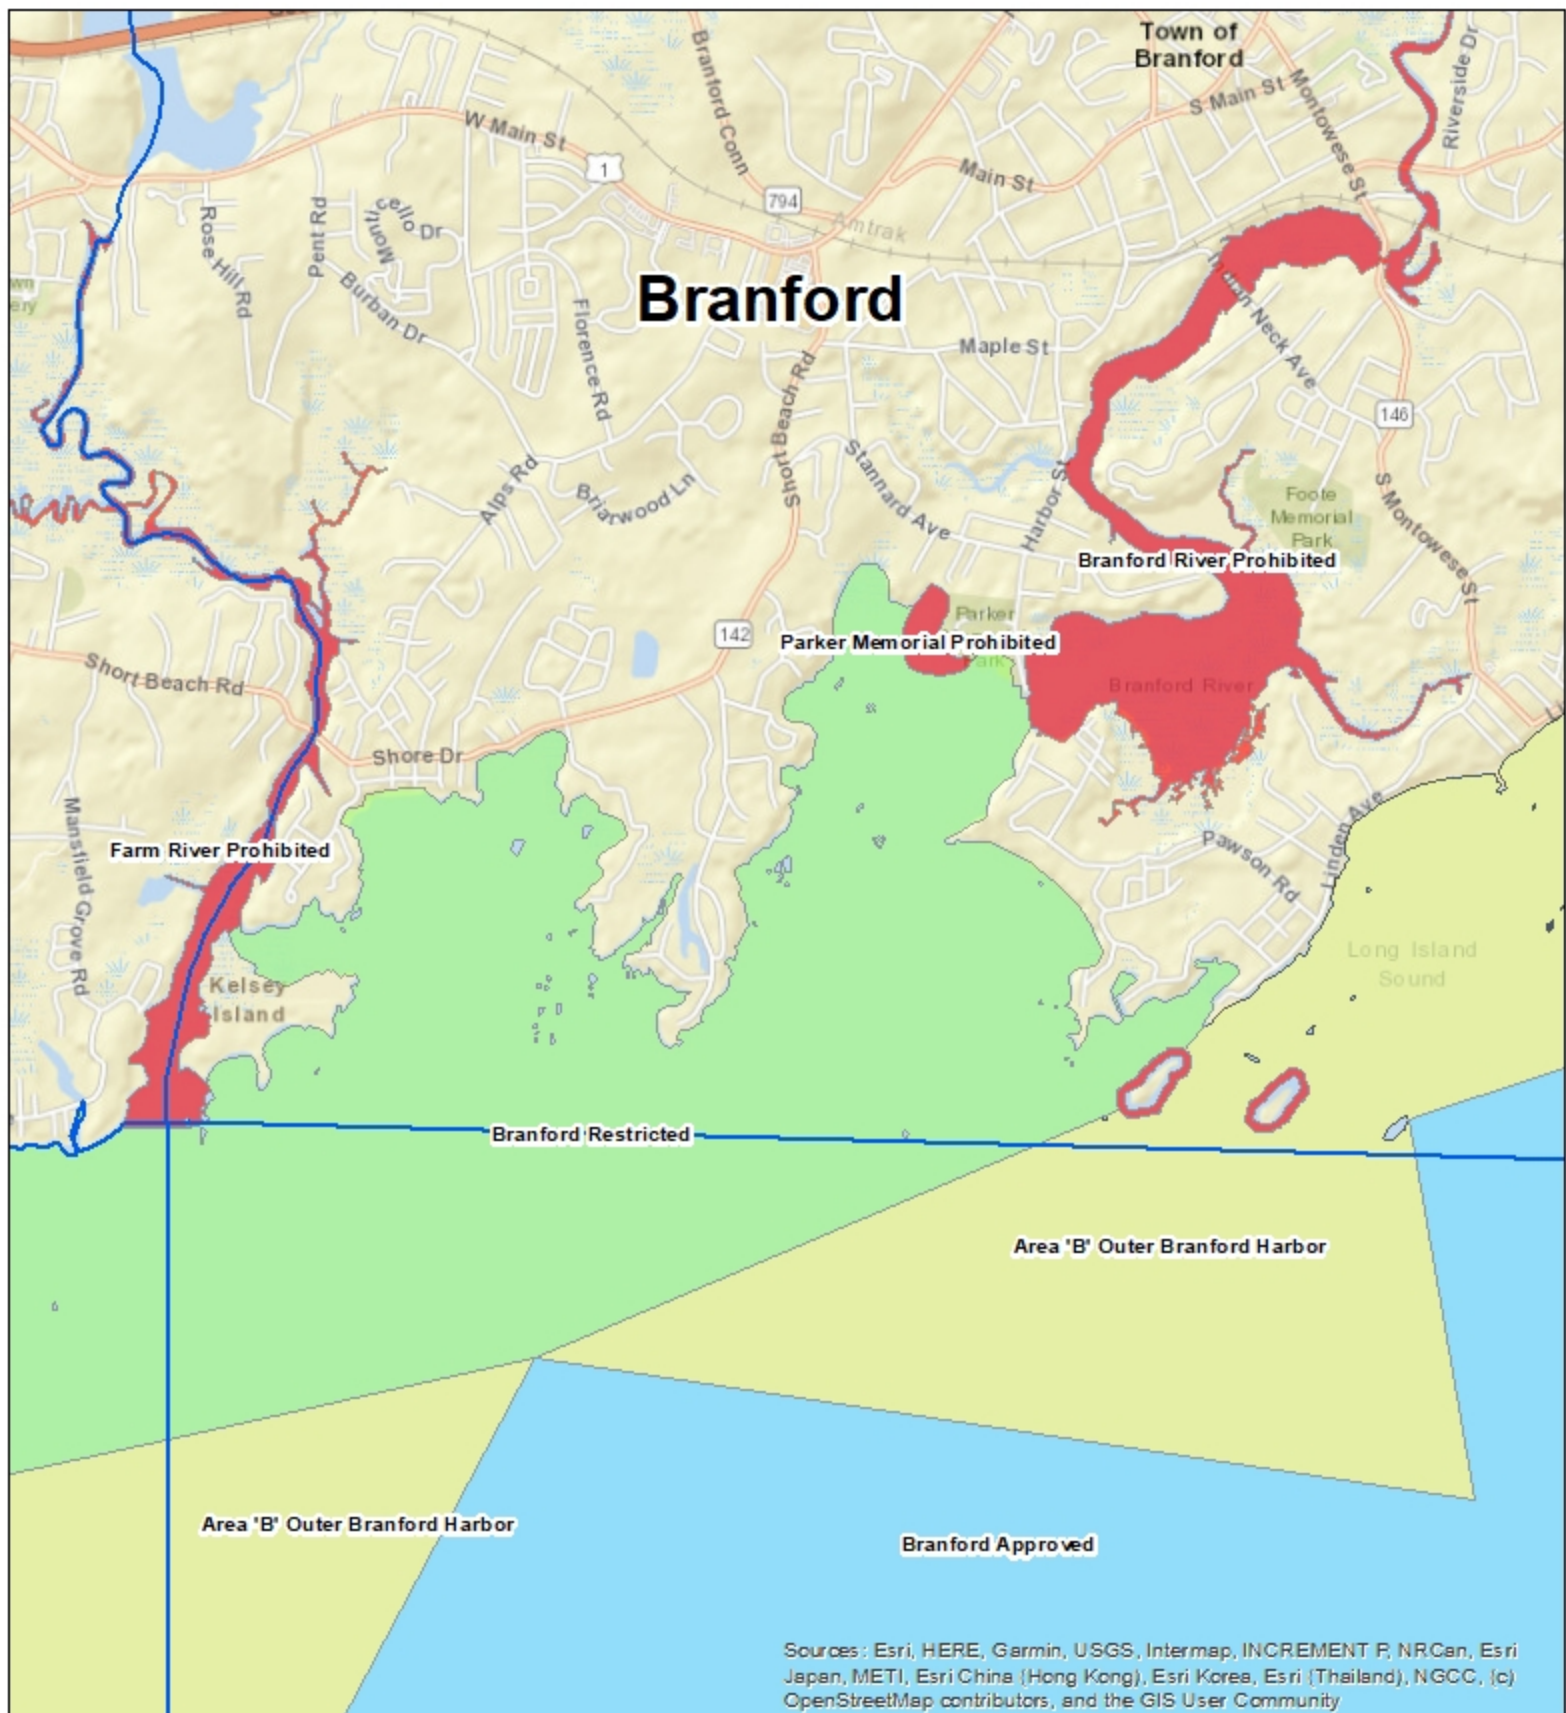 Town of
Branford
Riverside Dr
Branford Conn
S Main St
Montowese St
W Main St
1
Main St
794
Amtrak
Rose Hill Rd
Pent Rd
Monti
cello Dr
Burban Dr
Branford
Florence Rd
Maple St
Indian Neck Ave
146
Short Beach Rd
Alps Rd
Briarwood Ln
Stannard Ave
Harbor St
Foote
Memorial
Park
S Montowese St
Branford River Prohibited
142
Parker
Parker Memorial Prohibited
Park
Short Beach Rd
Branford River
Shore Dr
Mansfield Grove Rd
Farm River Prohibited
Pawson Rd
Linden Ave
Long Island
Sound
Kelsey
Island
Branford Restricted
Area 'B' Outer Branford Harbor
Area 'B' Outer Branford Harbor
Branford Approved
Sources: Esri, HERE, Garmin, USGS, Intermap, INCREMENT P, NRCan, Esri
Japan, METI, Esri China (Hong Kong), Esri Korea, Esri (Thailand), NGCC, (c)
OpenStreetMap contributors, and the GIS User Community